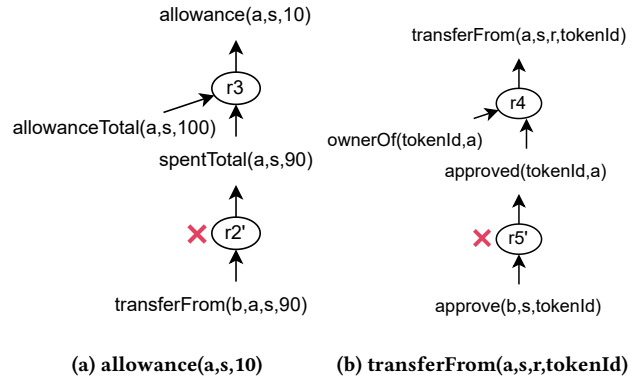 allowance(a,s,10)
r3
allowanceTotal(a,s,100)
spentTotal(a,s,90)
r2'
transferFrom(b,a,s,90)
(a) allowance(a,s,10)
transferFrom(a,s,r,tokenId)
r4
ownerOf(tokenId,a)
approved(tokenId,a)
r5'
approve(b,s,tokenId)
(b) transferFrom(a,s,r,tokenId)